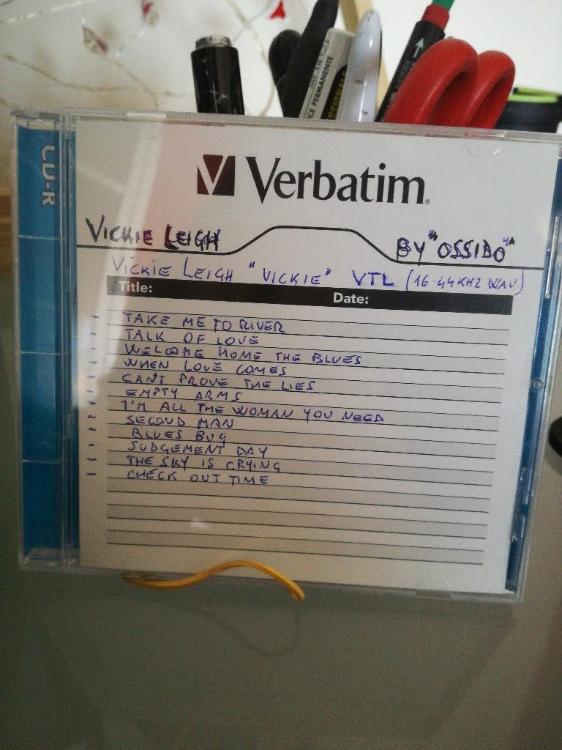 PENNARELLO PERMANENTE
CD-R
Verbatim.
VICKIE LEIGH
BY "OSSIDO"
VICKIE LEIGH "VICKIE" VTL (16-44KHZ WAV)
Title:
Date:
TAKE ME TO RIVER
TALK OF LOVE
WELCOME HOME THE BLUES
WHEN LOVE COMES
CAN'T PROVE THE LIES
EMPTY ARMS
I'M ALL THE WOMAN YOU NEED
SECOND MAN
BLUES BUG
JUDGEMENT DAY
THE SKY IS CRYING
CHECK OUT TIME